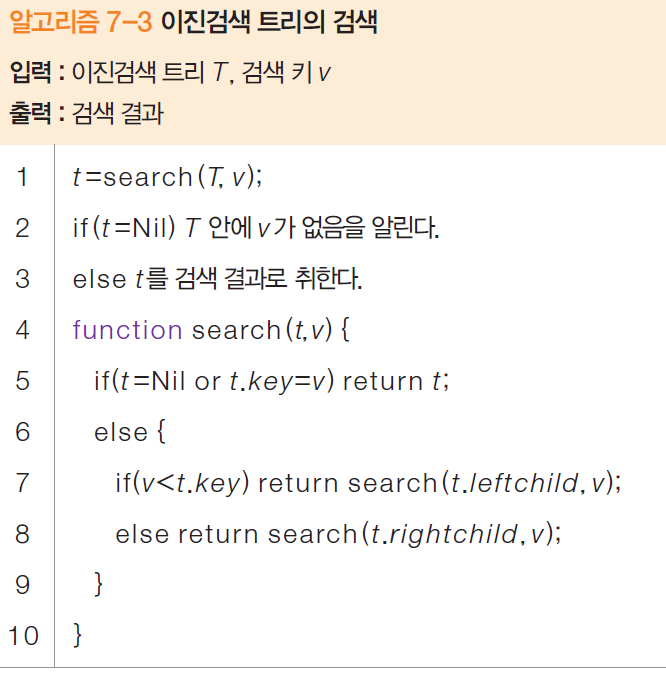 알고리즘 7-3 이진검색 트리의 검색
입력 : 이진검색 트리 T, 검색 키 v
출력 : 검색 결과
1 t=search(T, v);
2 if(t=Nil) T 안에 v가 없음을 알린다.
3 else t를 검색 결과로 취한다.
4 function search(t,v) {
5 if(t=Nil or t.key=v) return t;
6 else {
7 if(v<t.key) return search(t.leftchild, v);
8 else return search(t.rightchild, v);
9 }
10 }